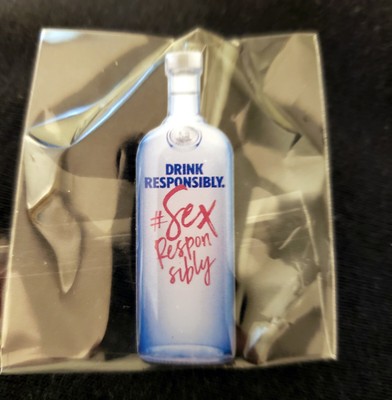 DRINK
RESPONSIBLY.
#Sex
Respon
sibly